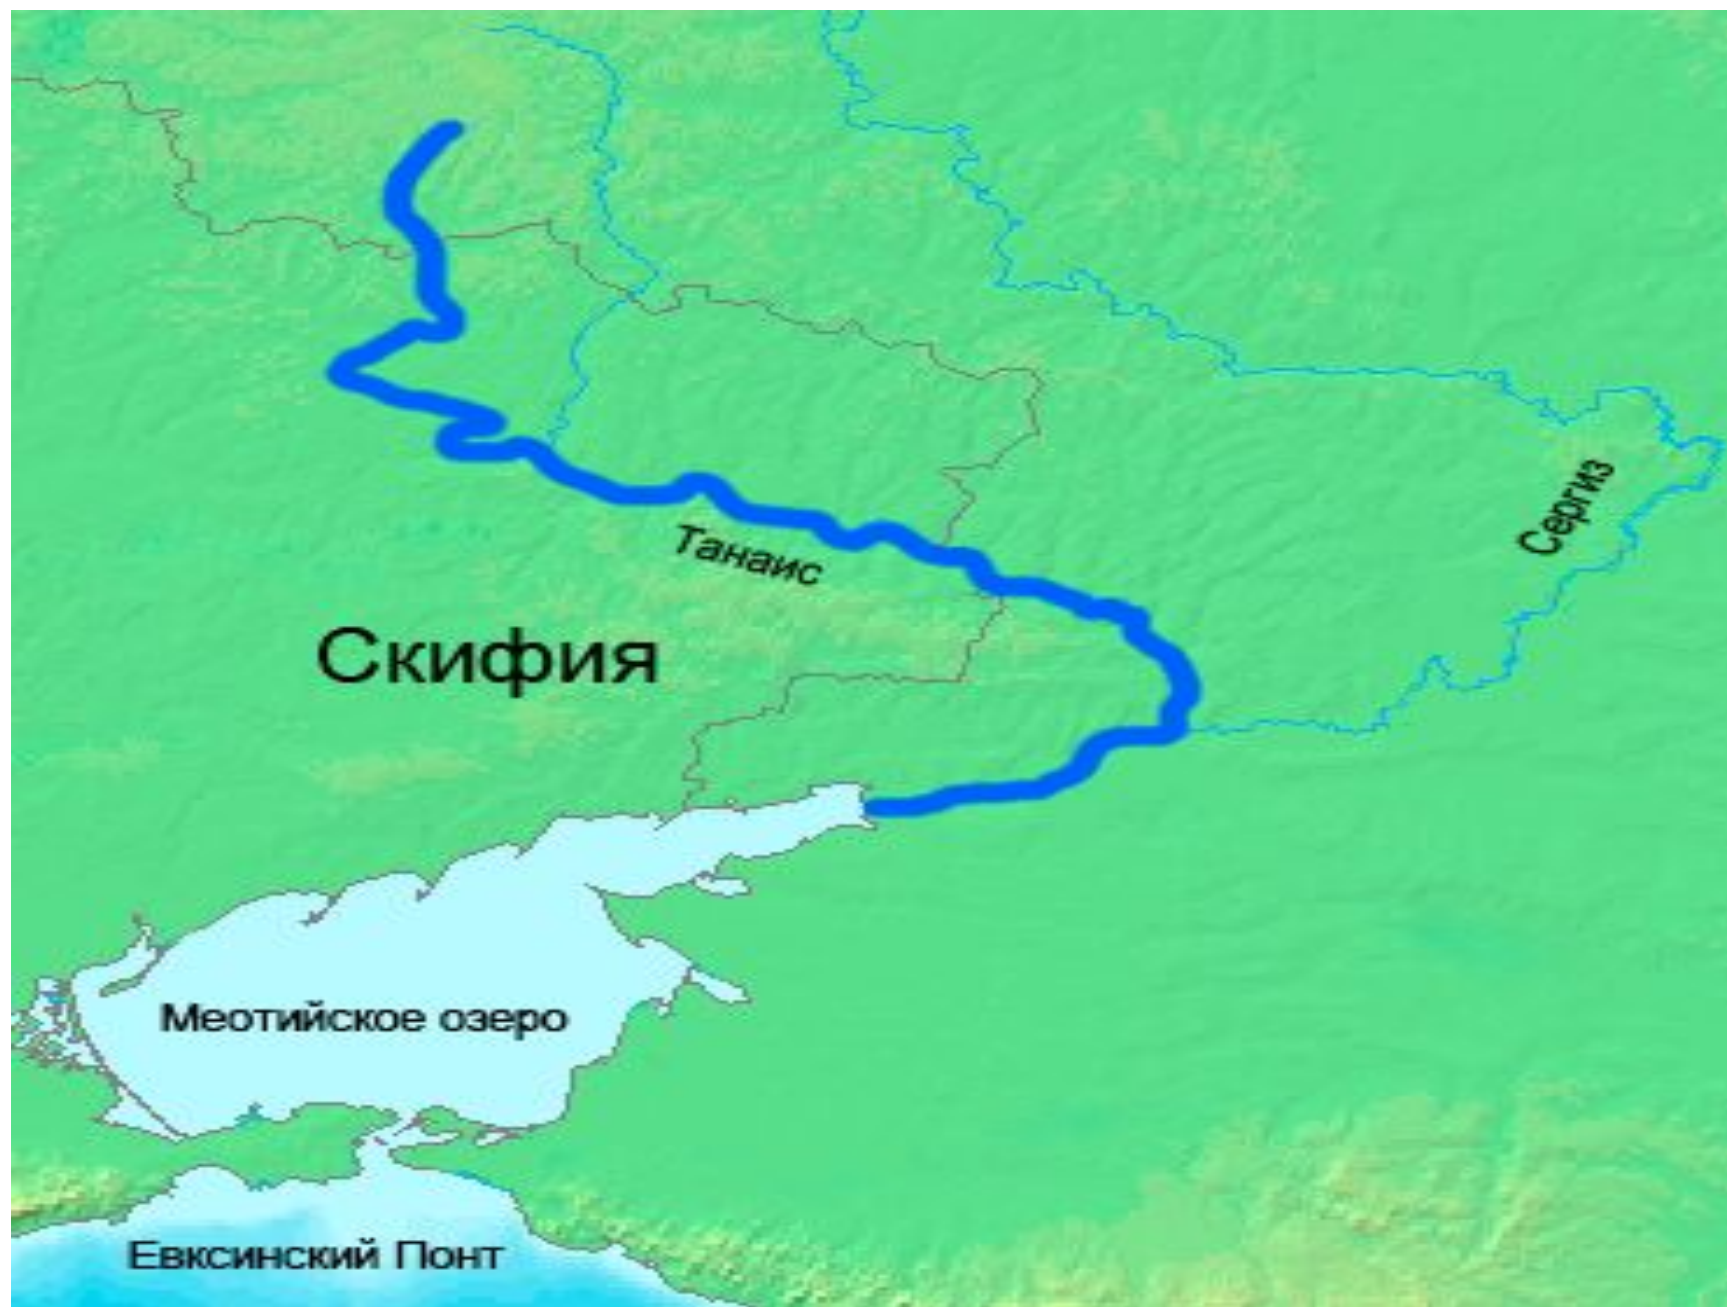 Сергиз
Танаис
Скифия
Меотийское озеро
Евксинский Понт